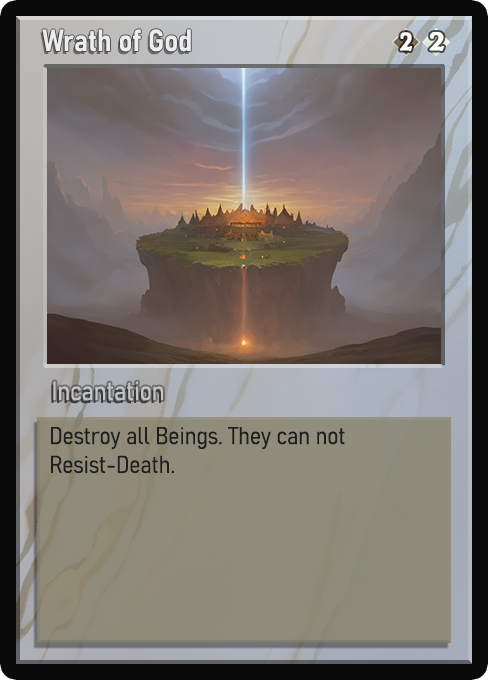 Wrath of God 2 2
Incantation
Destroy all Beings. They can not
Resist-Death.